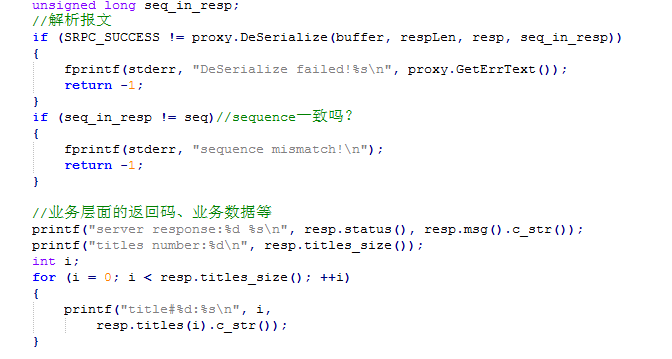 unsigned long seq_in_resp;
//解析报文
if (SRPC_SUCCESS != proxy.DeSerialize(buffer, respLen, resp, seq_in_resp))
{
    fprintf(stderr, "DeSerialize failed!%s\n", proxy.GetErrText());
    return -1;
}
if (seq_in_resp != seq)//sequence一致吗?
{
    fprintf(stderr, "sequence mismatch!\n");
    return -1;
}

//业务层面的返回码、业务数据等
printf("server response:%d %s\n", resp.status(), resp.msg().c_str());
printf("titles number:%d\n", resp.titles_size());
int i;
for (i = 0; i < resp.titles_size(); ++i)
{
    printf("title#%d:%s\n", i,
        resp.titles(i).c_str());
}